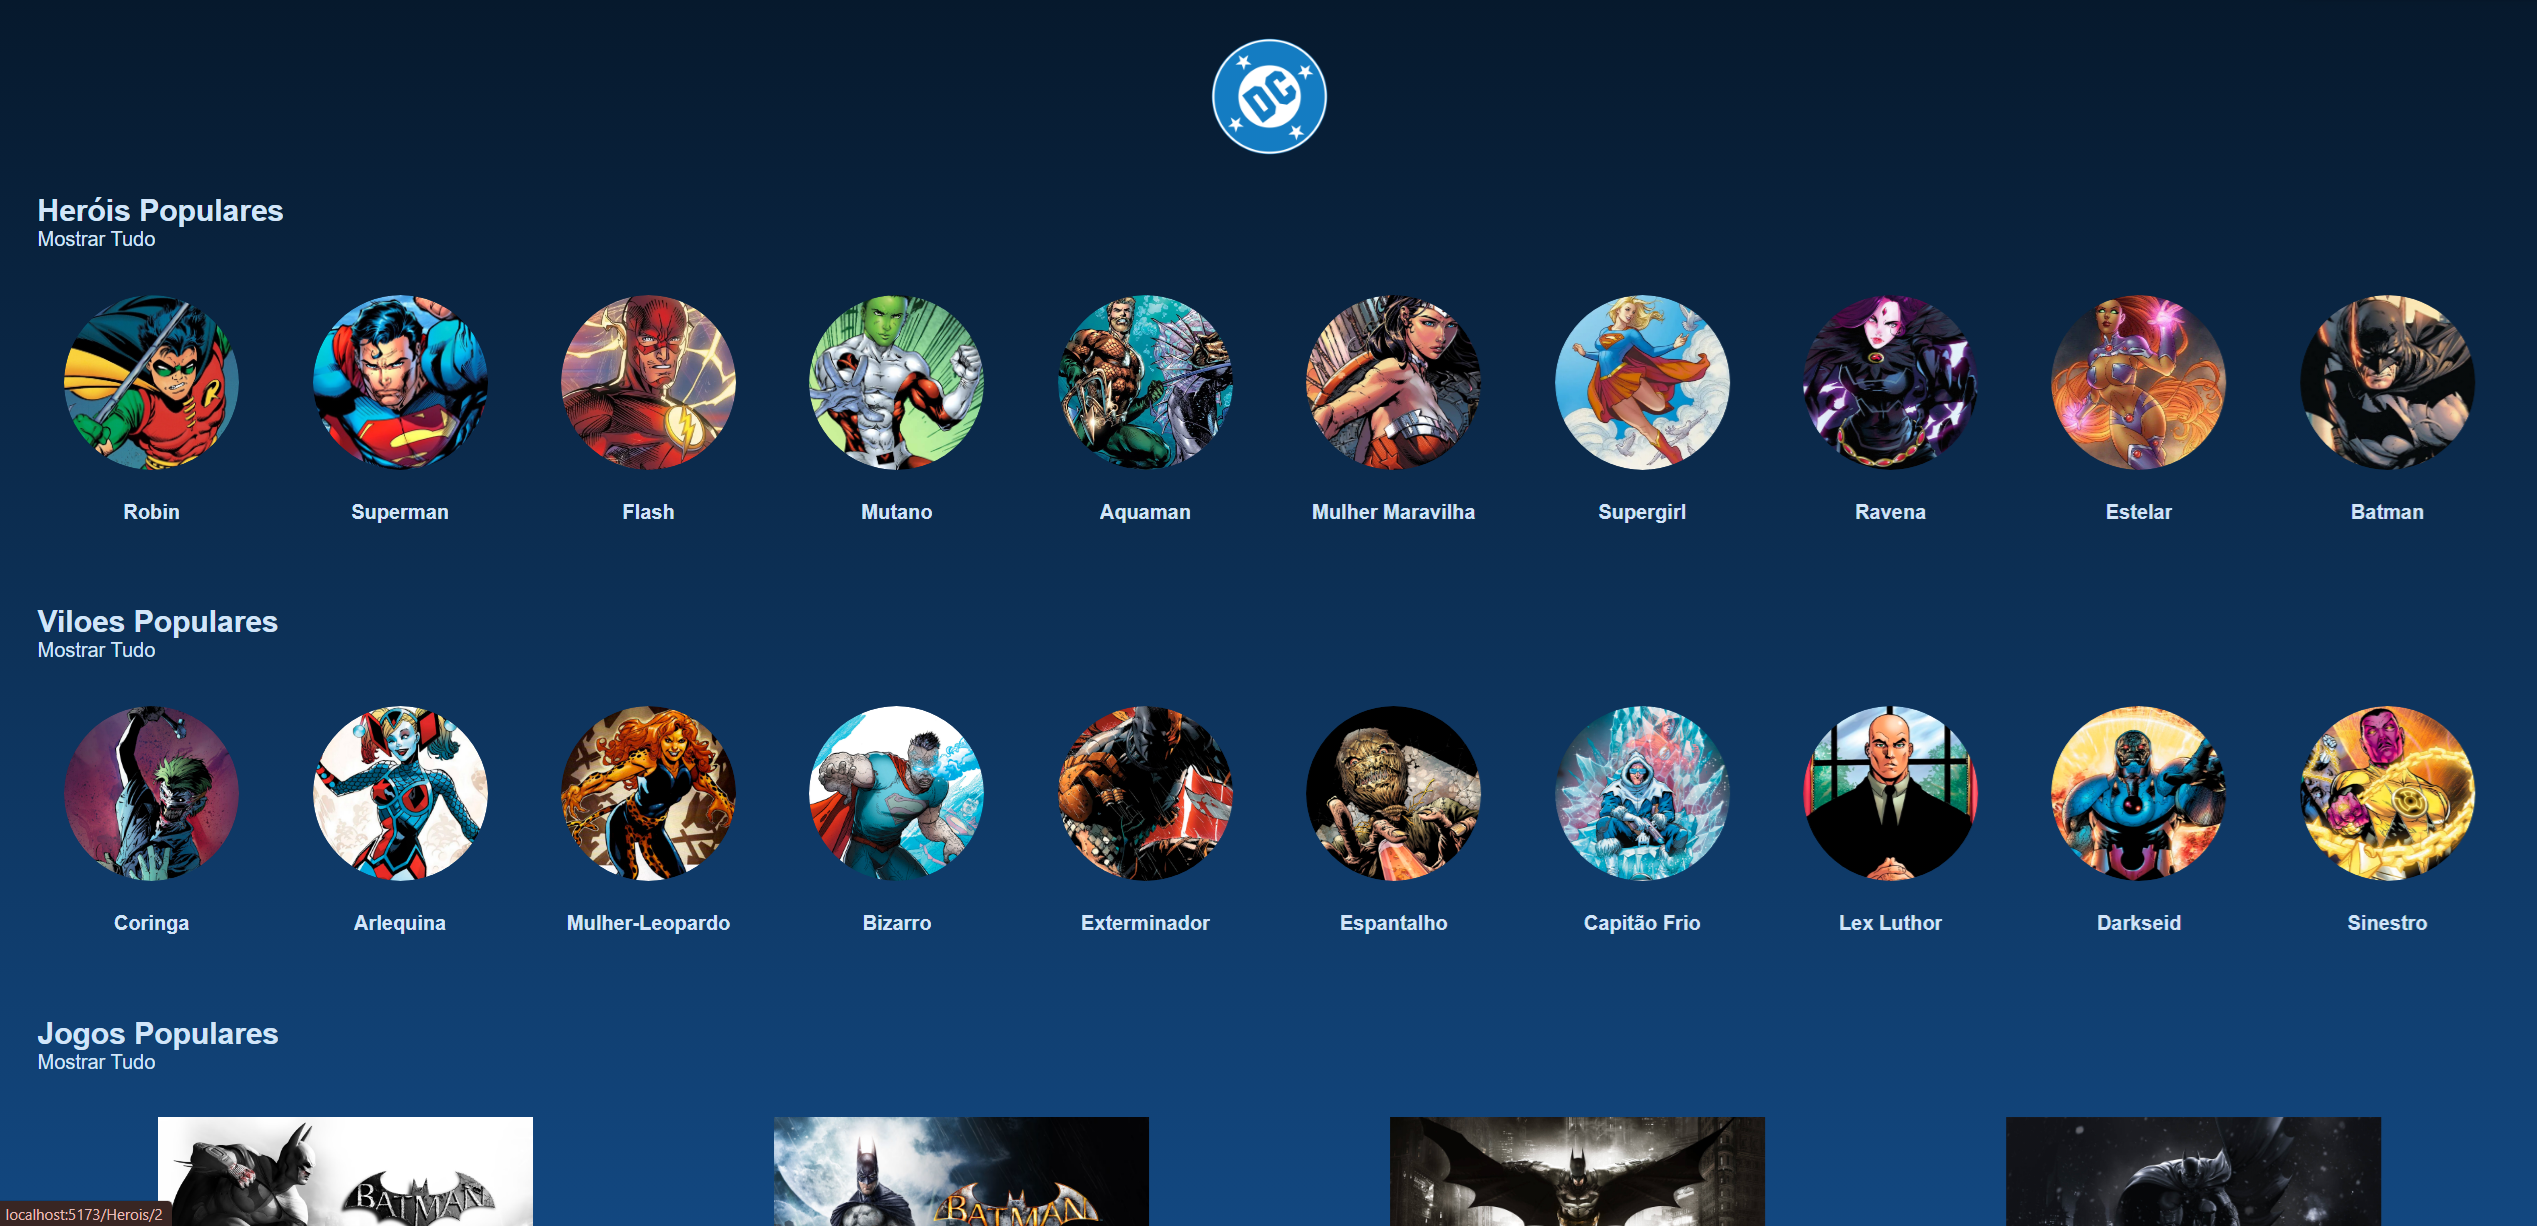 DC
Heróis Populares
Mostrar Tudo
Robin
Superman
Flash
Mutano
Aquaman
Mulher Maravilha
Supergirl
Ravena
Estelar
Batman
Viloes Populares
Mostrar Tudo
Coringa
Arlequina
Mulher-Leopardo
Bizarro
Exterminador
Espantalho
Capitão Frio
Lex Luthor
Darkseid
Sinestro
Jogos Populares
Mostrar Tudo
BATMAN
BATMAN
localhost:5173/Herois/2